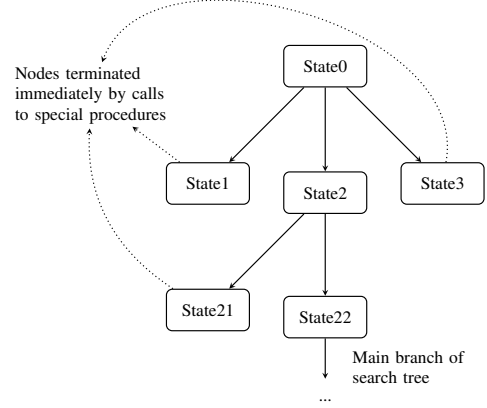 State0
Nodes terminated
immediately by calls
to special procedures
State1
State2
State3
State21
State22
Main branch of
search tree
...